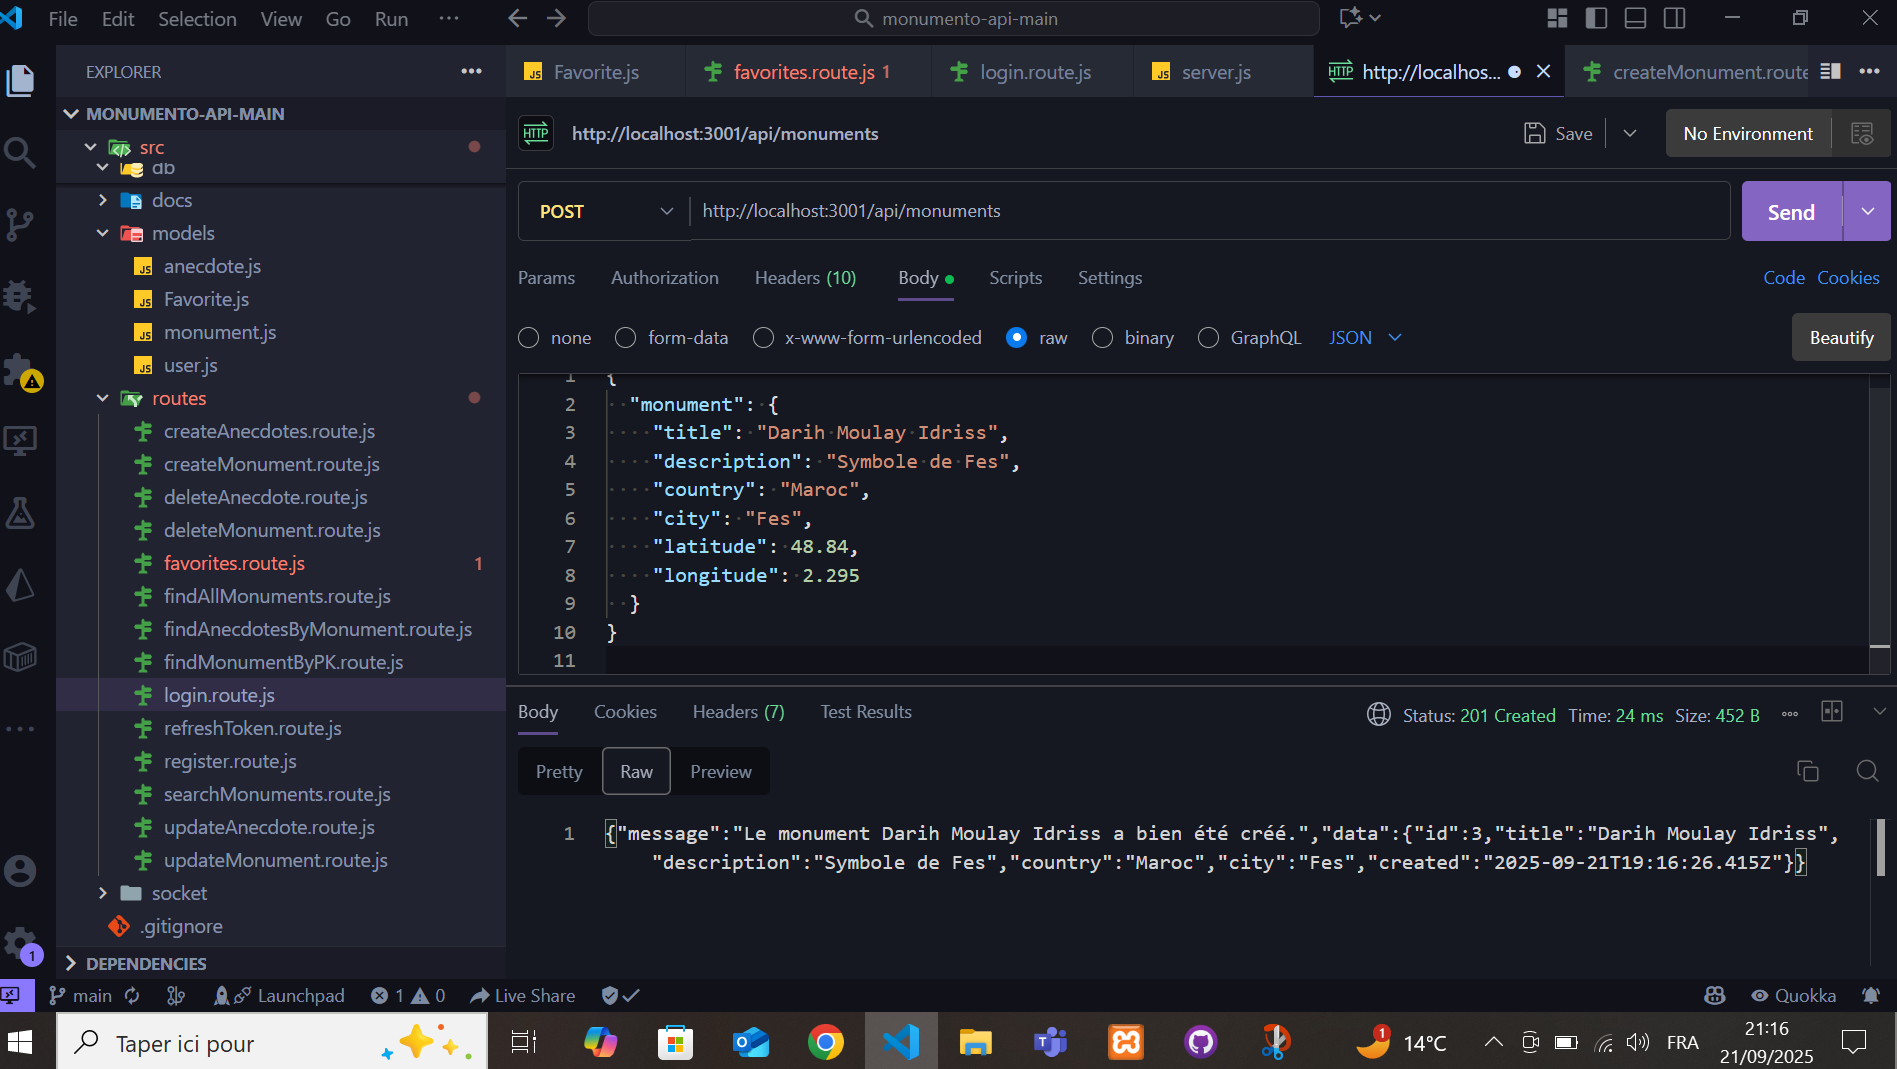 File Edit Selection View Go Run ···
monumento-api-main
EXPLORER
MONUMENTO-API-MAIN
src
db
docs
models
anecdote.js
Favorite.js
monument.js
user.js
routes
createAnecdotes.route.js
createMonument.route.js
deleteAnecdote.route.js
deleteMonument.route.js
favorites.route.js 1
findAllMonuments.route.js
findAnecdotesByMonument.route.js
findMonumentByPK.route.js
login.route.js
refreshToken.route.js
register.route.js
searchMonuments.route.js
updateAnecdote.route.js
updateMonument.route.js
socket
.gitignore
DEPENDENCIES
1
JS Favorite.js favorites.route.js 1 login.route.js JS server.js HTTP http://localhos... createMonument.route
HTTP http://localhost:3001/api/monuments Save No Environment
POST http://localhost:3001/api/monuments Send
Params Authorization Headers (10) Body Scripts Settings Code Cookies
none form-data x-www-form-urlencoded raw binary GraphQL JSON Beautify
1 {
2 "monument": {
3 "title": "Darih Moulay Idriss",
4 "description": "Symbole de Fes",
5 "country": "Maroc",
6 "city": "Fes",
7 "latitude": 48.84,
8 "longitude": 2.295
9 }
10 }
11
Body Cookies Headers (7) Test Results Status: 201 Created Time: 24 ms Size: 452 B
Pretty Raw Preview
1 {"message":"Le monument Darih Moulay Idriss a bien été créé.","data":{"id":3,"title":"Darih Moulay Idriss",
"description":"Symbole de Fes","country":"Maroc","city":"Fes","created":"2025-09-21T19:16:26.415Z"}}
main Launchpad 1 0 Live Share Quokka
Taper ici pour 1 14°C FRA 21:16
21/09/2025